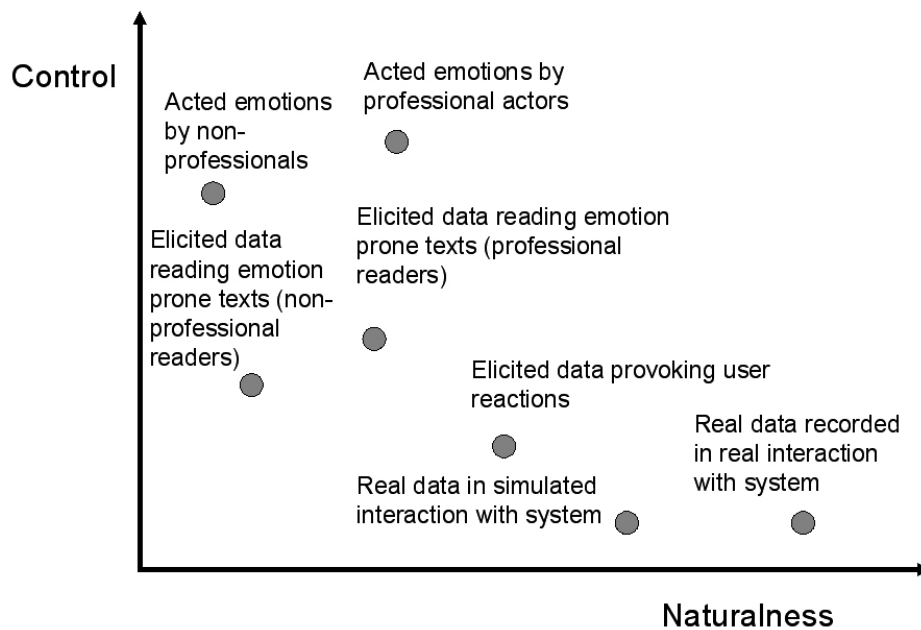 Control
Acted emotions
by non-
professionals
Acted emotions by
professional actors
Elicited data
reading emotion
prone texts (non-
professional
readers)
Elicited data reading emotion
prone texts (professional
readers)
Elicited data provoking user
reactions
Real data in simulated
interaction with system
Real data recorded
in real interaction
with system
Naturalness